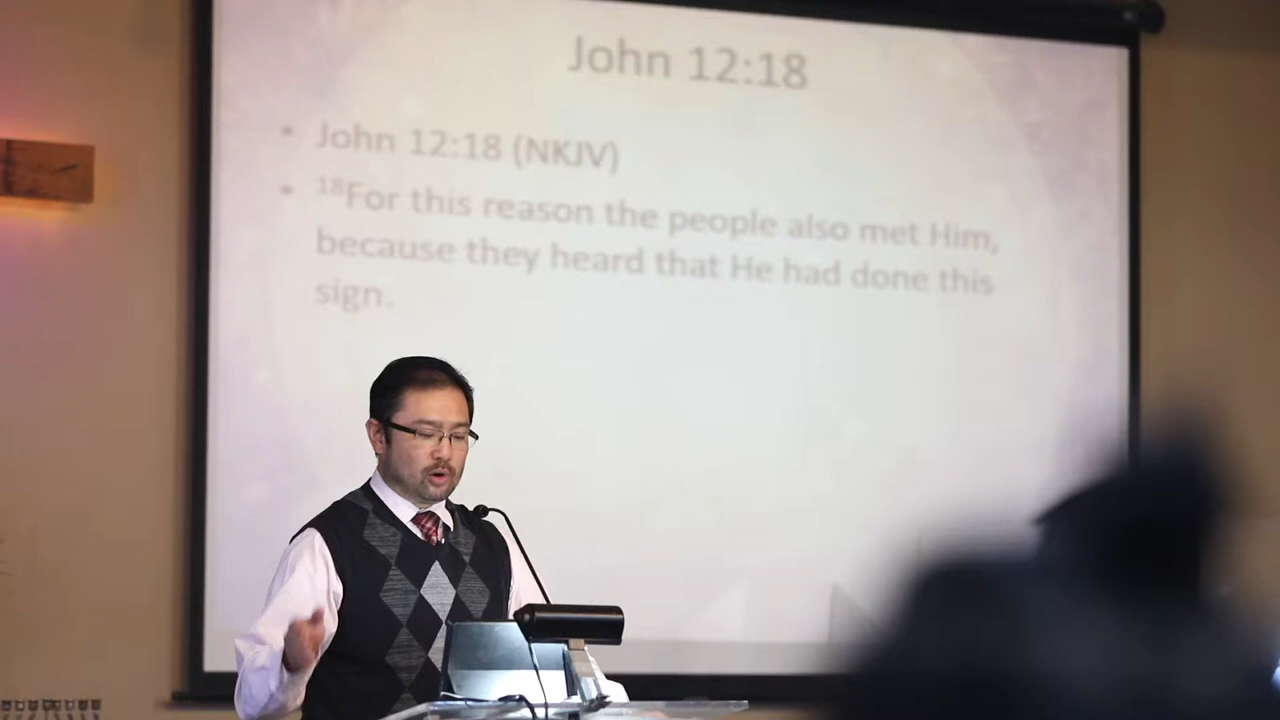 John 12:18
• John 12:18 (NKJV)
• ¹⁸For this reason the people also met Him,
because they heard that He had done this
sign.